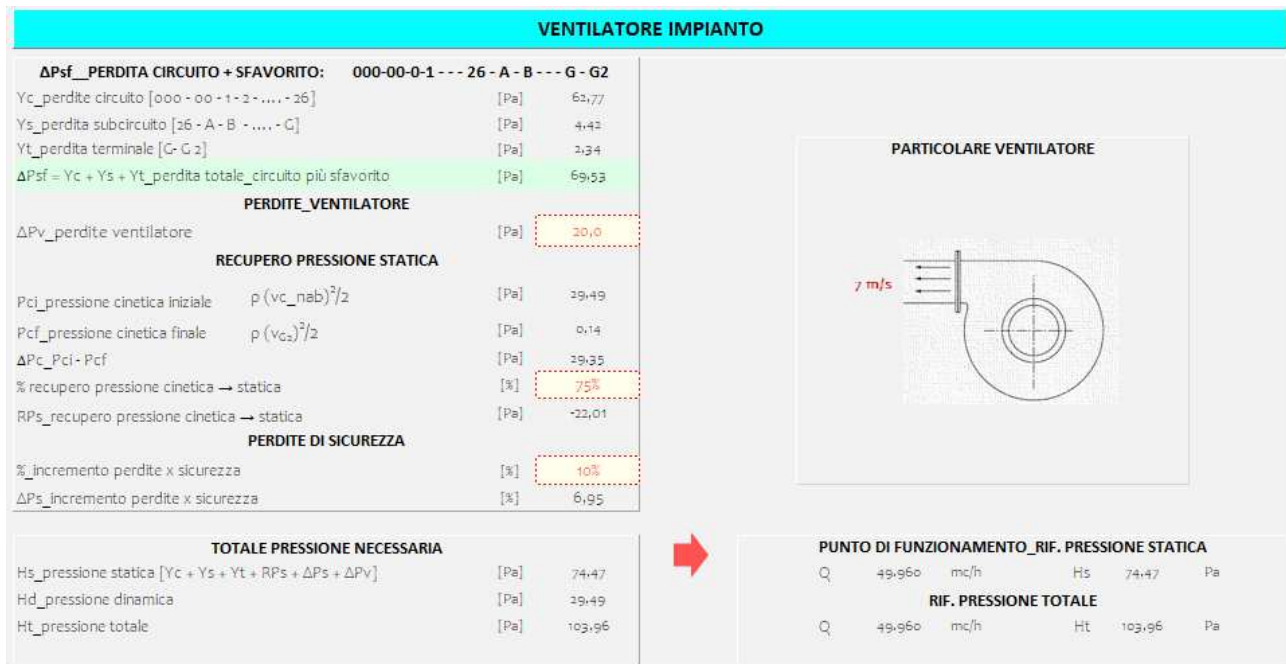 VENTILATORE IMPIANTO
ΔPsf__PERDITA CIRCUITO + SFAVORITO: 000-00-0-1 - - - 26 - A - B - - - G - G2
Yc_perdite circuito [000 - 00 - 1 - 2 - .... - 26] [Pa] 62,77
Ys_perdita subcircuito [26 - A - B - .... - G] [Pa] 4,42
Yt_perdita terminale [G- G 2] [Pa] 2,34
ΔPsf = Yc + Ys + Yt_perdita totale_circuito più sfavorito [Pa] 69,53
PERDITE_VENTILATORE
ΔPv_perdite ventilatore [Pa] 20,0
RECUPERO PRESSIONE STATICA
Pci_pressione cinetica iniziale ρ (vc_nab)²/2 [Pa] 29,49
Pcf_pressione cinetica finale ρ (v_G2)²/2 [Pa] 0,14
ΔPc_Pci - Pcf [Pa] 29,35
% recupero pressione cinetica → statica [%] 75%
RPs_recupero pressione cinetica → statica [Pa] -22,01
PERDITE DI SICUREZZA
%_incremento perdite x sicurezza [%] 10%
ΔPs_incremento perdite x sicurezza [%] 6,95
PARTICOLARE VENTILATORE
7 m/s
TOTALE PRESSIONE NECESSARIA
Hs_pressione statica [Yc + Ys + Yt + RPs + ΔPs + ΔPv] [Pa] 74,47
Hd_pressione dinamica [Pa] 29,49
Ht_pressione totale [Pa] 103,96
PUNTO DI FUNZIONAMENTO_RIF. PRESSIONE STATICA
Q 49.960 mc/h Hs 74,47 Pa
RIF. PRESSIONE TOTALE
Q 49.960 mc/h Ht 103,96 Pa